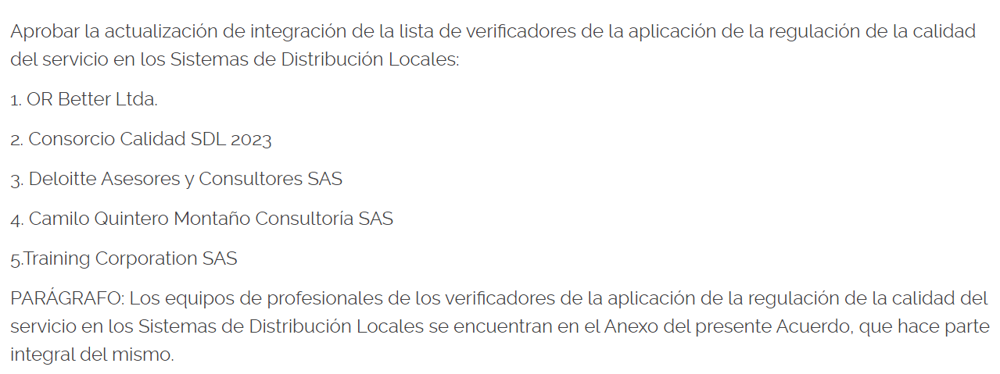 Aprobar la actualización de integración de la lista de verificadores de la aplicación de la regulación de la calidad
del servicio en los Sistemas de Distribución Locales:
1. OR Better Ltda.
2. Consorcio Calidad SDL 2023
3. Deloitte Asesores y Consultores SAS
4. Camilo Quintero Montaño Consultoría SAS
5.Training Corporation SAS
PARÁGRAFO: Los equipos de profesionales de los verificadores de la aplicación de la regulación de la calidad del
servicio en los Sistemas de Distribución Locales se encuentran en el Anexo del presente Acuerdo, que hace parte
integral del mismo.